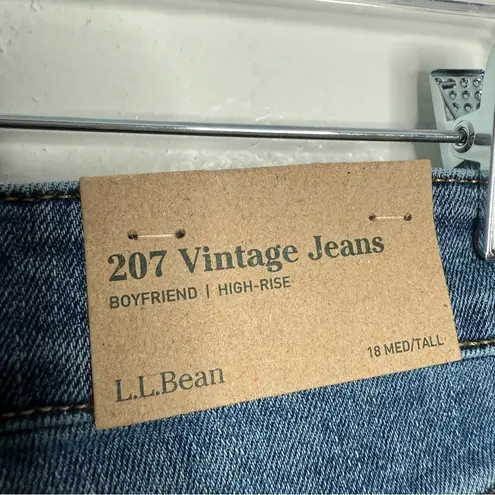 207 Vintage Jeans
BOYFRIEND | HIGH-RISE
18 MED/TALL
L.L.Bean